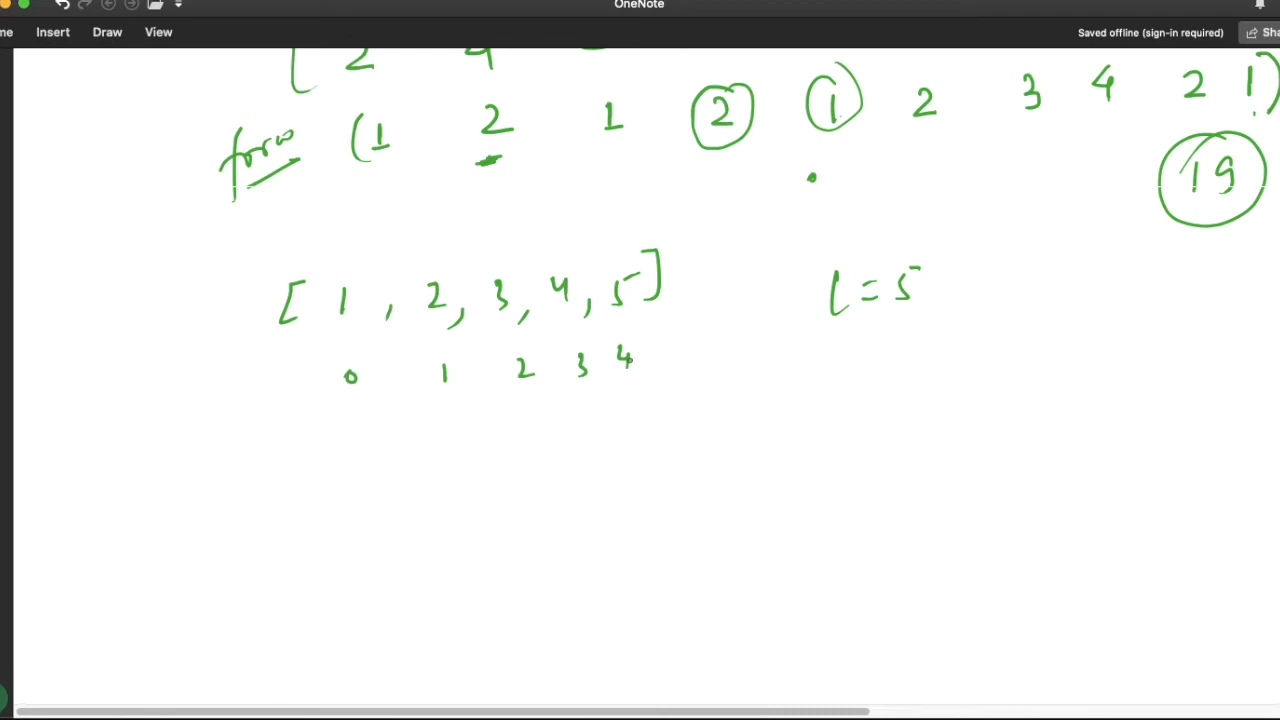 OneNote
Insert Draw View Saved offline (sign-in required)
2 4
forw (1 2 1 2 1 2 3 4 2 1)
19
[ 1 , 2, 3, 4, 5 ] l = 5
0 1 2 3 4